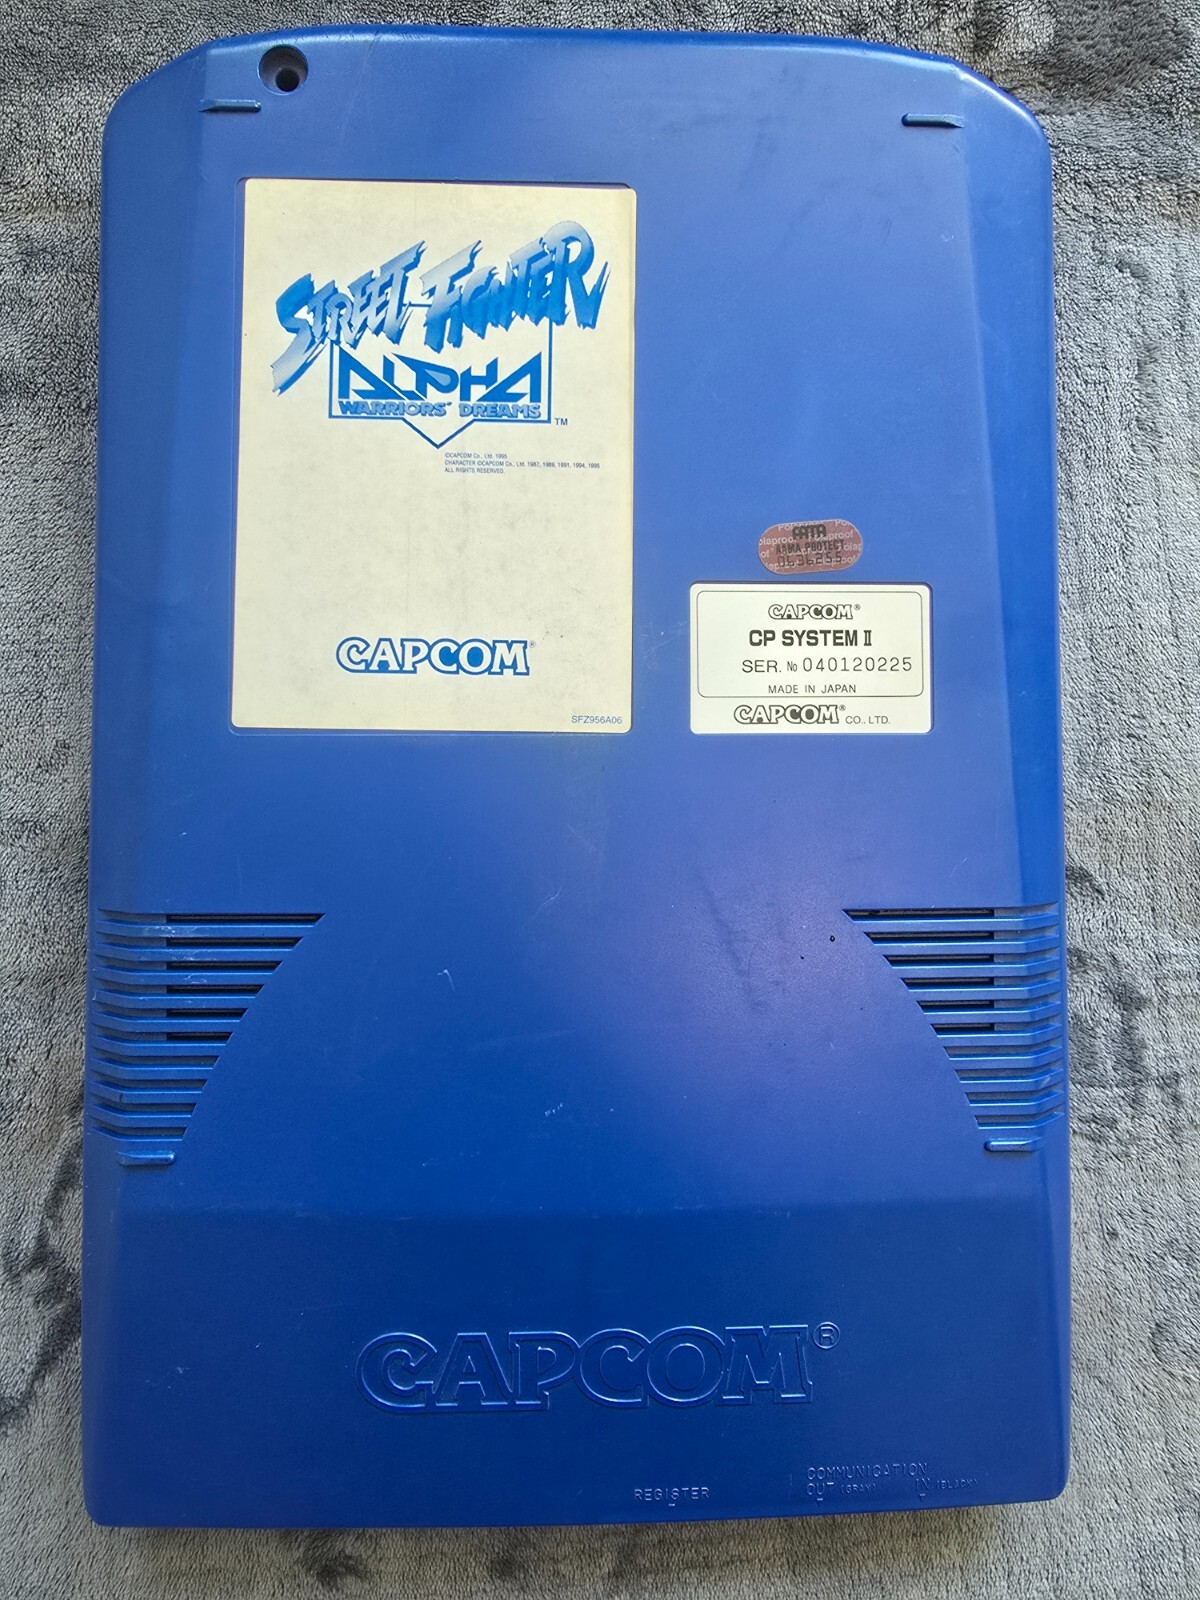 STREET FIGHTER
ALPHA
WARRIORS' DREAMS
TM
©CAPCOM Co., Ltd. 1995
CHARACTER ©CAPCOM Co., Ltd. 1987, 1989, 1991, 1994, 1995
ALL RIGHTS RESERVED.
CAPCOM®
SFZ956A06
CAPCOM®
CP SYSTEM II
SER. № 040120225
MADE IN JAPAN
CAPCOM® CO., LTD.
CAPCOM®
REGISTER
COMMUNICATION
OUT (GRAY) IN (BLACK)